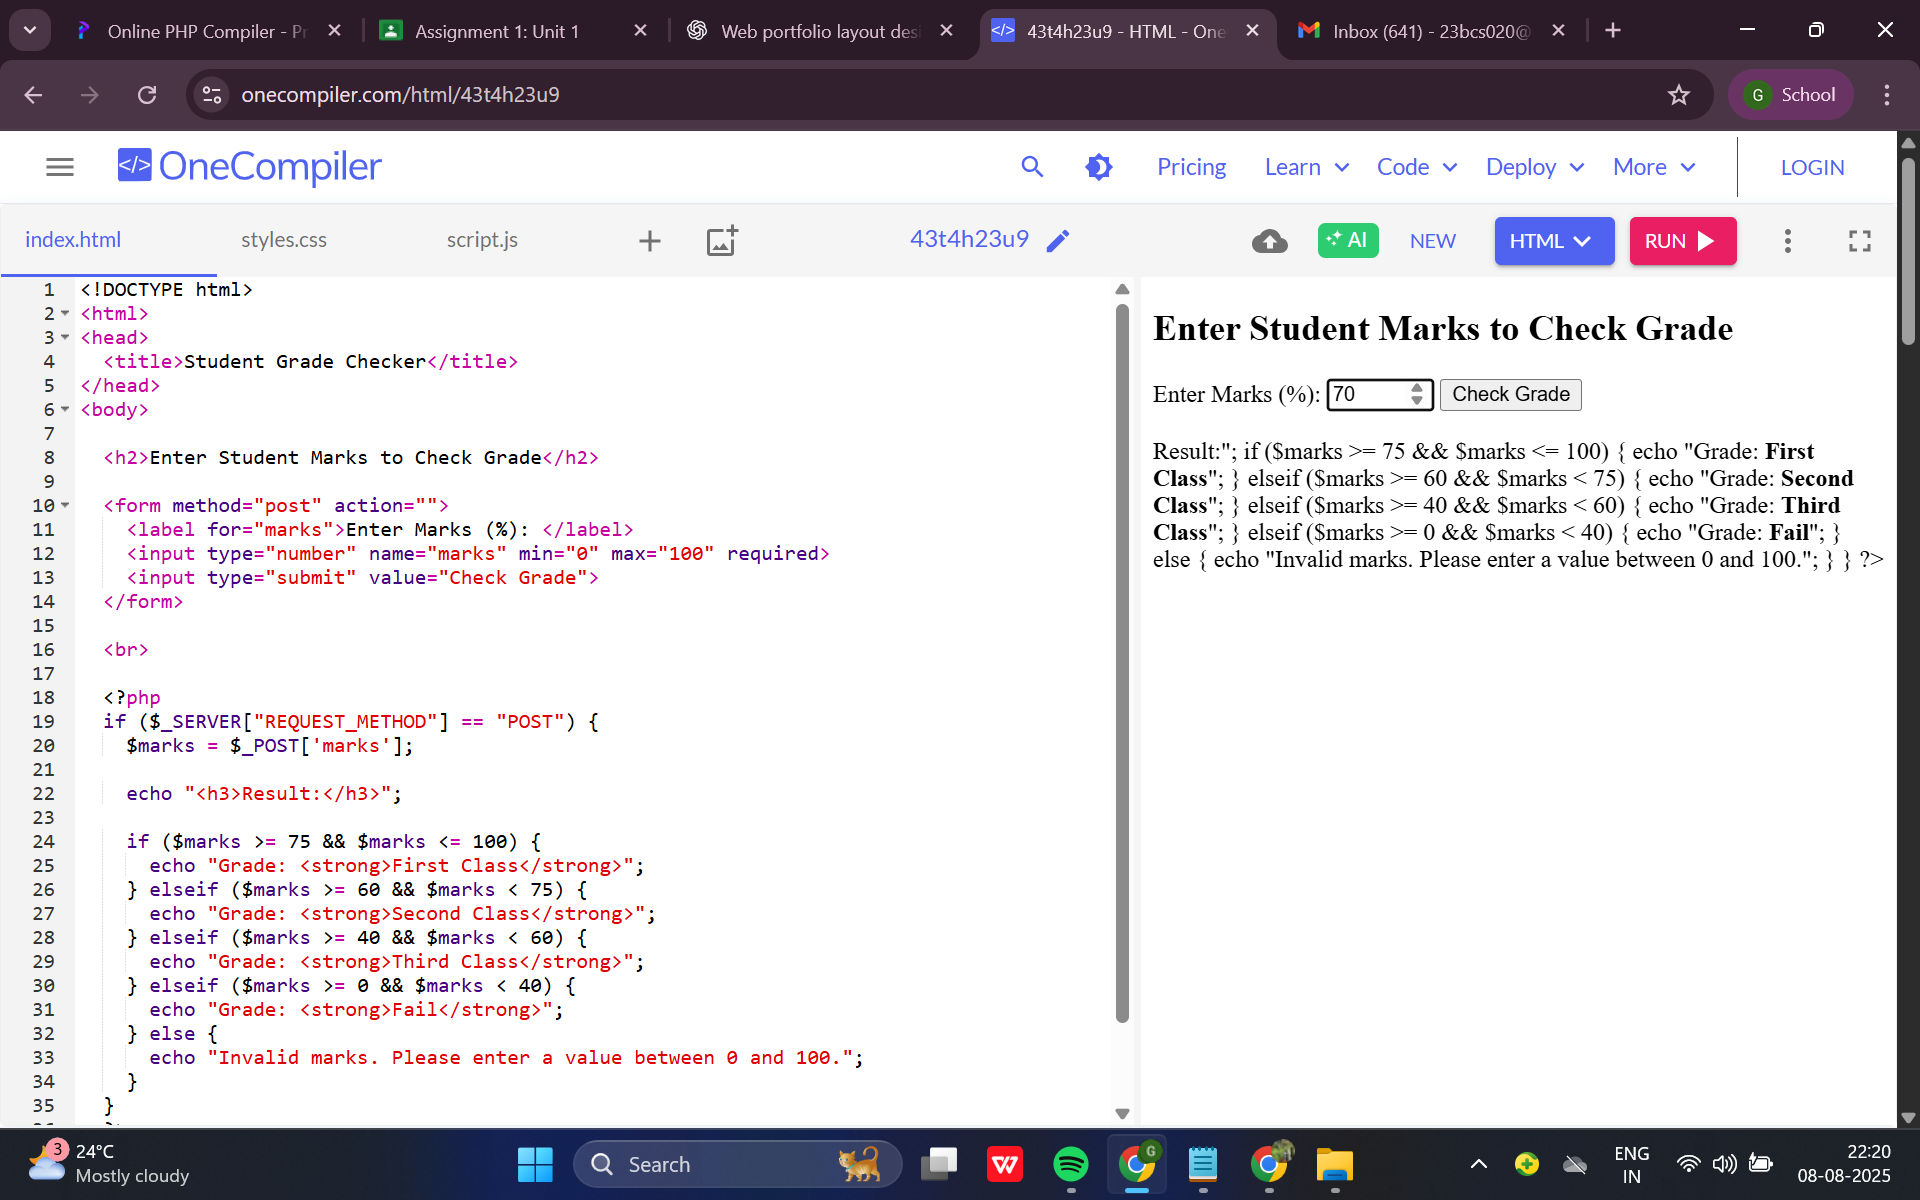 Online PHP Compiler - Pr
Assignment 1: Unit 1
Web portfolio layout desi
43t4h23u9 - HTML - One
Inbox (641) - 23bcs020@
onecompiler.com/html/43t4h23u9
G School
</> OneCompiler
Pricing Learn Code Deploy More LOGIN
index.html styles.css script.js
43t4h23u9
AI NEW HTML RUN
1 <!DOCTYPE html>
2 <html>
3 <head>
4 <title>Student Grade Checker</title>
5 </head>
6 <body>
7
8 <h2>Enter Student Marks to Check Grade</h2>
9
10 <form method="post" action="">
11 <label for="marks">Enter Marks (%): </label>
12 <input type="number" name="marks" min="0" max="100" required>
13 <input type="submit" value="Check Grade">
14 </form>
15
16 <br>
17
18 <?php
19 if ($_SERVER["REQUEST_METHOD"] == "POST") {
20 $marks = $_POST['marks'];
21
22 echo "<h3>Result:</h3>";
23
24 if ($marks >= 75 && $marks <= 100) {
25 echo "Grade: <strong>First Class</strong>";
26 } elseif ($marks >= 60 && $marks < 75) {
27 echo "Grade: <strong>Second Class</strong>";
28 } elseif ($marks >= 40 && $marks < 60) {
29 echo "Grade: <strong>Third Class</strong>";
30 } elseif ($marks >= 0 && $marks < 40) {
31 echo "Grade: <strong>Fail</strong>";
32 } else {
33 echo "Invalid marks. Please enter a value between 0 and 100.";
34 }
35 }
Enter Student Marks to Check Grade
Enter Marks (%): 70 Check Grade
Result:"; if ($marks >= 75 && $marks <= 100) { echo "Grade: First
Class"; } elseif ($marks >= 60 && $marks < 75) { echo "Grade: Second
Class"; } elseif ($marks >= 40 && $marks < 60) { echo "Grade: Third
Class"; } elseif ($marks >= 0 && $marks < 40) { echo "Grade: Fail"; }
else { echo "Invalid marks. Please enter a value between 0 and 100."; } } ?>
3
24°C
Mostly cloudy
Search
G
ENG
IN
22:20
08-08-2025